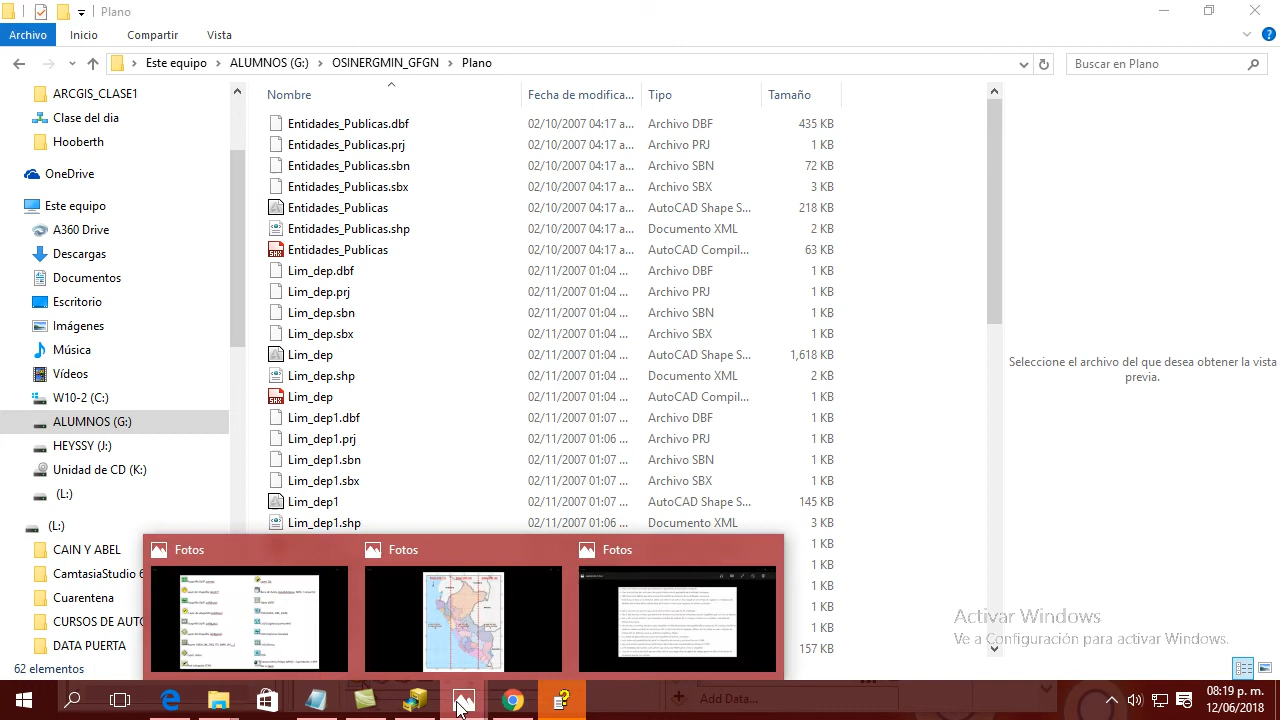 Plano
Archivo Inicio Compartir Vista
Este equipo ALUMNOS (G:) OSINERGMIN_GFGN Plano
Buscar en Plano
ARCGIS_CLASE1
Clase del dia
Hooberth
OneDrive
Este equipo
A360 Drive
Descargas
Documentos
Escritorio
Imágenes
Música
Vídeos
W10-2 (C:)
ALUMNOS (G:)
HEYSSY (J:)
Unidad de CD (K:)
(L:)
(L:)
CAIN Y ABEL
Cuarentena
62 elementos
Nombre Fecha de modifica... Tipo Tamaño
Entidades_Publicas.dbf 02/10/2007 04:17 a... Archivo DBF 435 KB
Entidades_Publicas.prj 02/10/2007 04:17 a... Archivo PRJ 1 KB
Entidades_Publicas.sbn 02/10/2007 04:17 a... Archivo SBN 72 KB
Entidades_Publicas.sbx 02/10/2007 04:17 a... Archivo SBX 3 KB
Entidades_Publicas 02/10/2007 04:17 a... AutoCAD Shape S... 218 KB
Entidades_Publicas.shp 02/10/2007 04:17 a... Documento XML 2 KB
Entidades_Publicas 02/10/2007 04:17 a... AutoCAD Compil... 63 KB
Lim_dep.dbf 02/11/2007 01:04 ... Archivo DBF 1 KB
Lim_dep.prj 02/11/2007 01:04 ... Archivo PRJ 1 KB
Lim_dep.sbn 02/11/2007 01:04 ... Archivo SBN 1 KB
Lim_dep.sbx 02/11/2007 01:04 ... Archivo SBX 1 KB
Lim_dep 02/11/2007 01:04 ... AutoCAD Shape S... 1,618 KB
Lim_dep.shp 02/11/2007 01:04 ... Documento XML 2 KB
Lim_dep 02/11/2007 01:04 ... AutoCAD Compil... 1 KB
Lim_dep1.dbf 02/11/2007 01:07 ... Archivo DBF 1 KB
Lim_dep1.prj 02/11/2007 01:06 ... Archivo PRJ 1 KB
Lim_dep1.sbn 02/11/2007 01:07 ... Archivo SBN 1 KB
Lim_dep1.sbx 02/11/2007 01:07 ... Archivo SBX 1 KB
Lim_dep1 02/11/2007 01:07 ... AutoCAD Shape S... 145 KB
Lim_dep1.shp 02/11/2007 01:06 ... Documento XML 3 KB
1 KB
1 KB
1 KB
1 KB
1 KB
157 KB
Seleccione el archivo del que desea obtener la vista
previa.
Fotos Fotos Fotos
Windows.
Add Data...
08:19 p. m.
12/06/2018